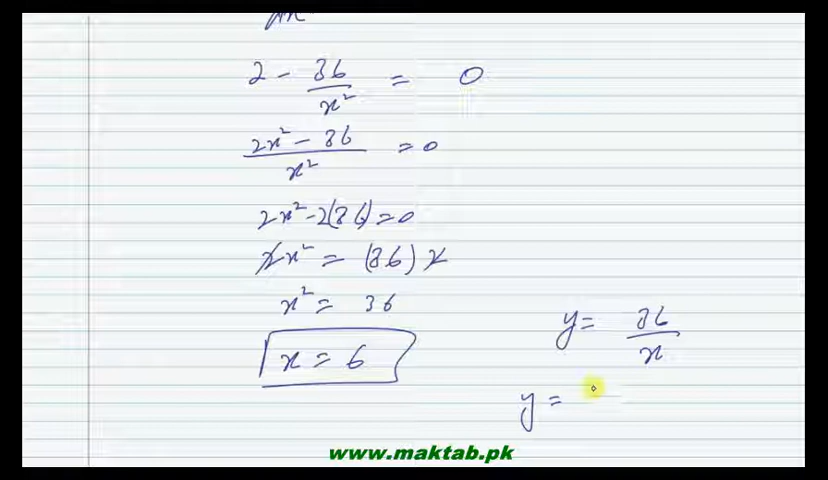 2 - 36/x² = 0
2x² - 36/x² = 0
2x² - 2(36) = 0
2x² = (36) 2
x² = 36
x = 6
y = 36/x
y =
www.maktab.pk